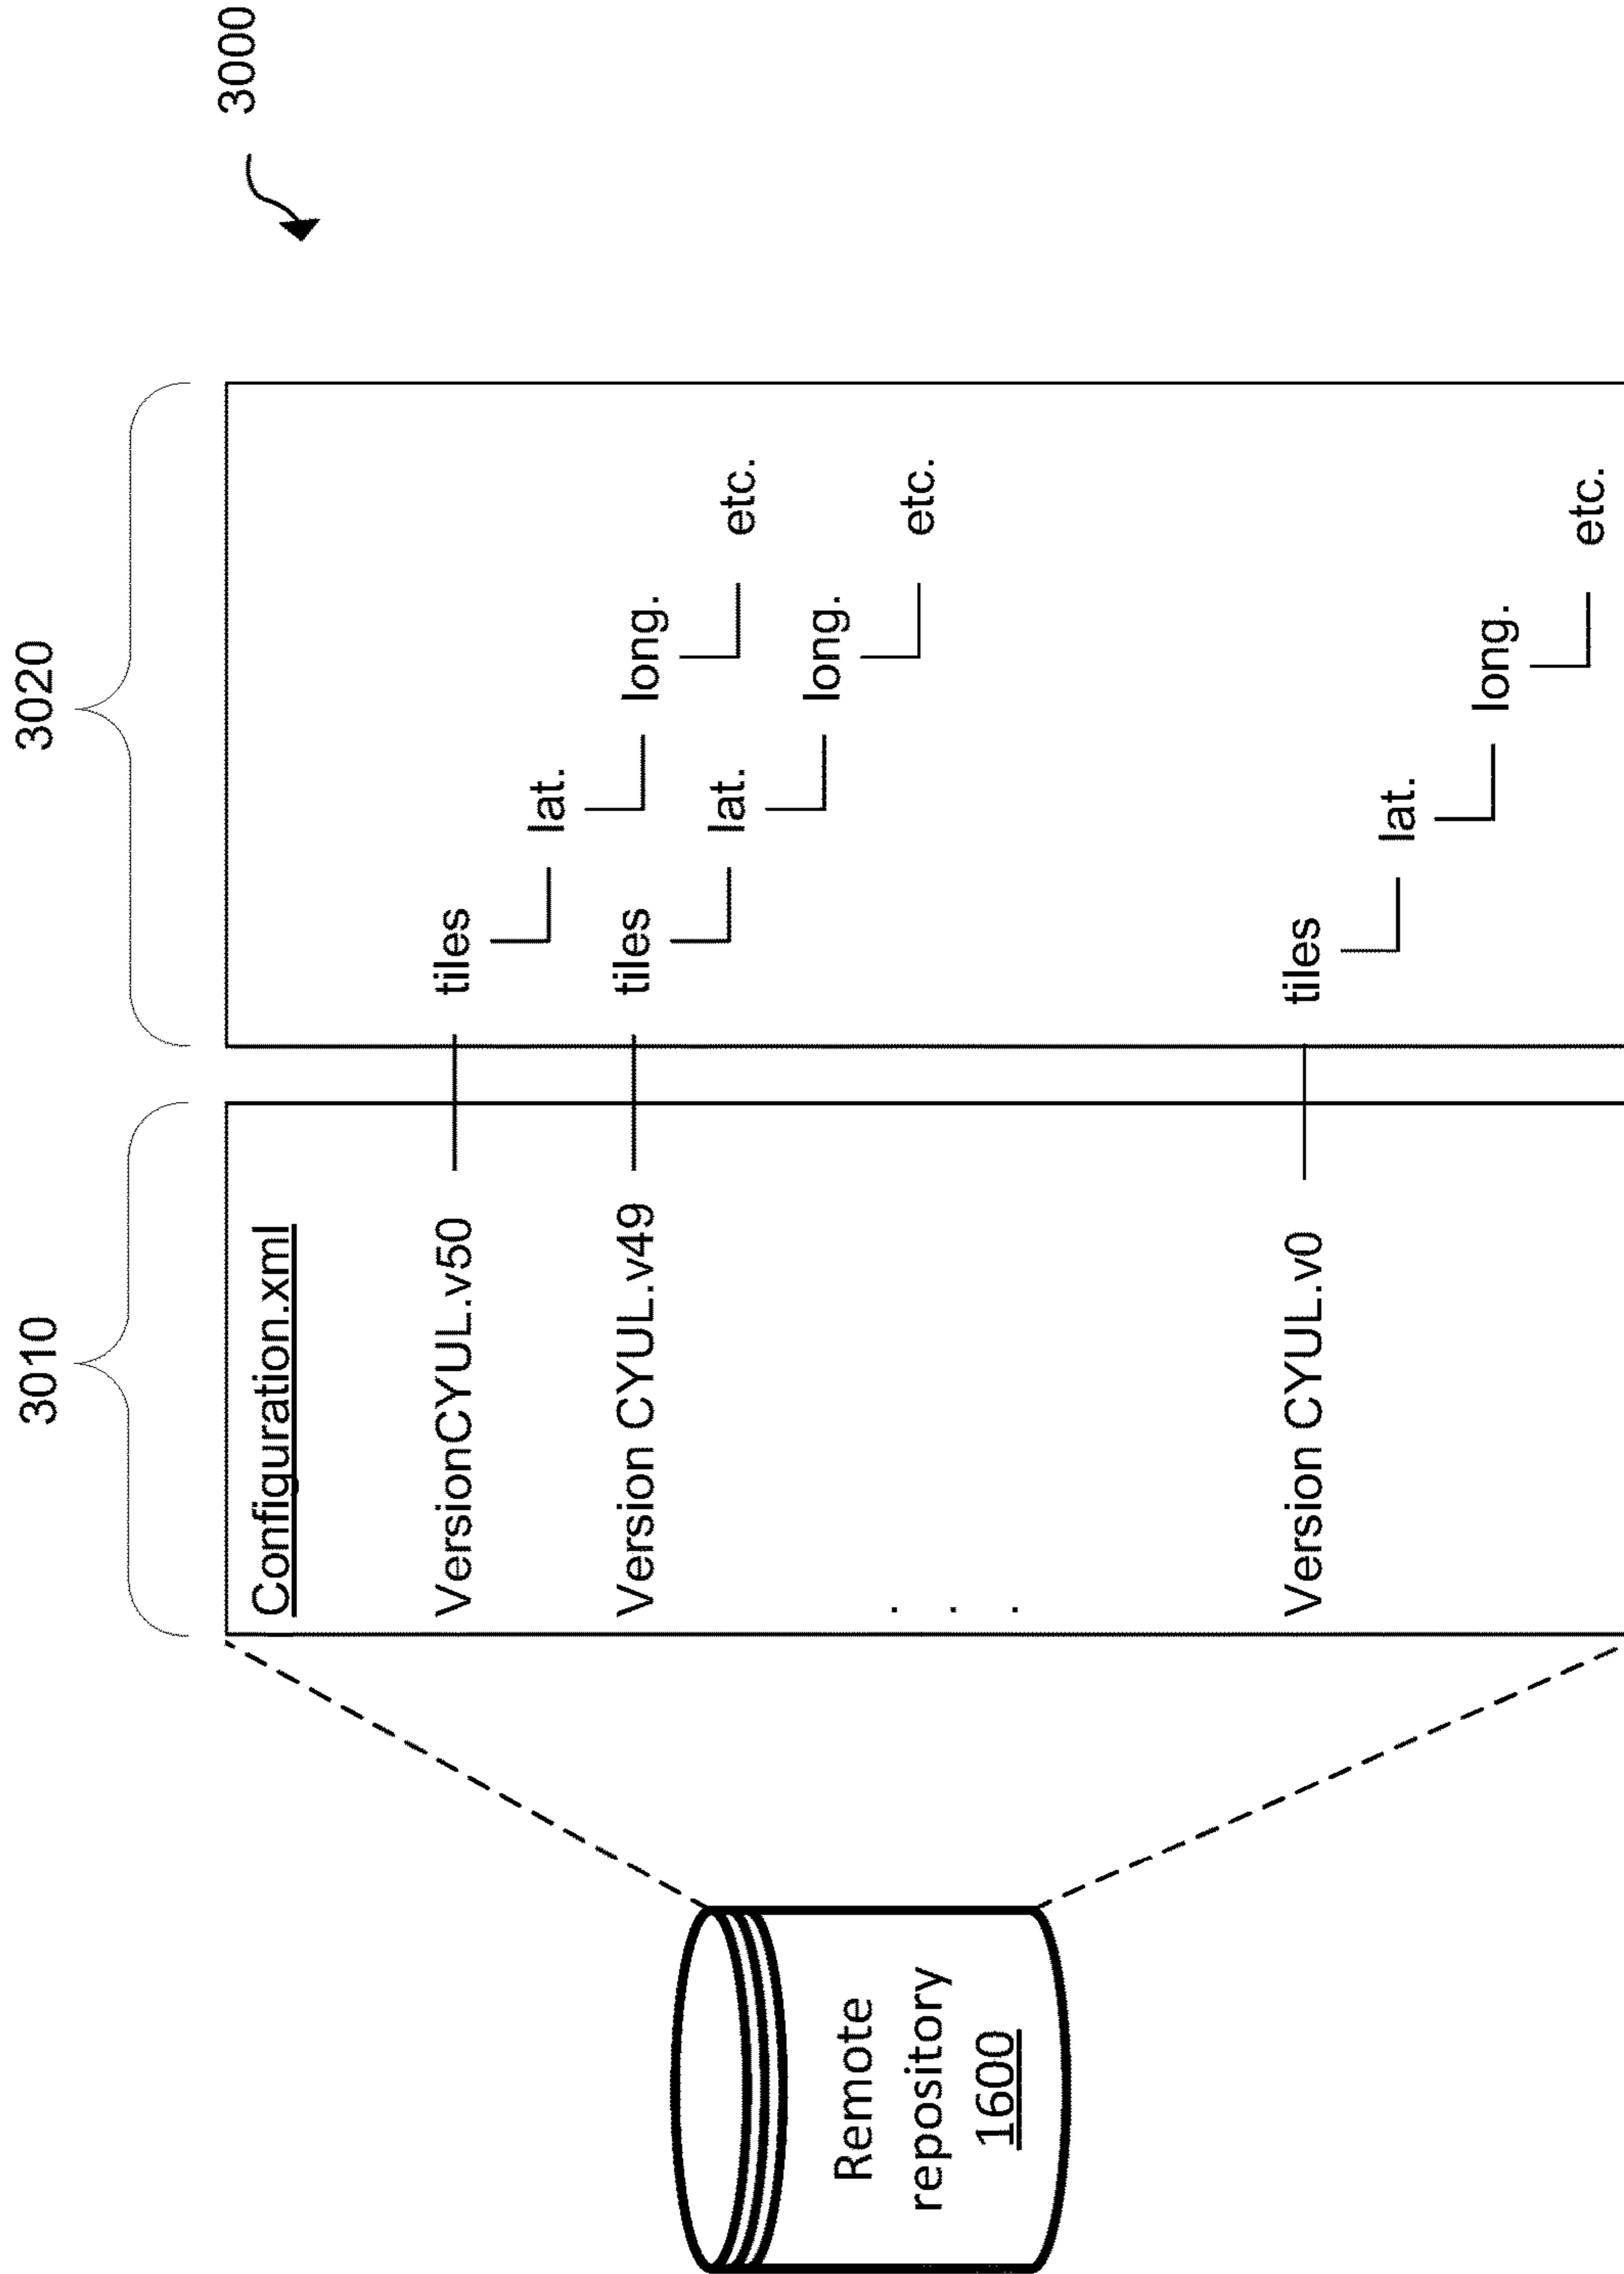 3000
3010
3020
Configuration.xml
VersionCYUL.v50
tiles
lat.
long.
etc.
Version CYUL.v49
tiles
lat.
long.
etc.
. . .
Version CYUL.v0
tiles
lat.
long.
etc.
Remote
repository
1600